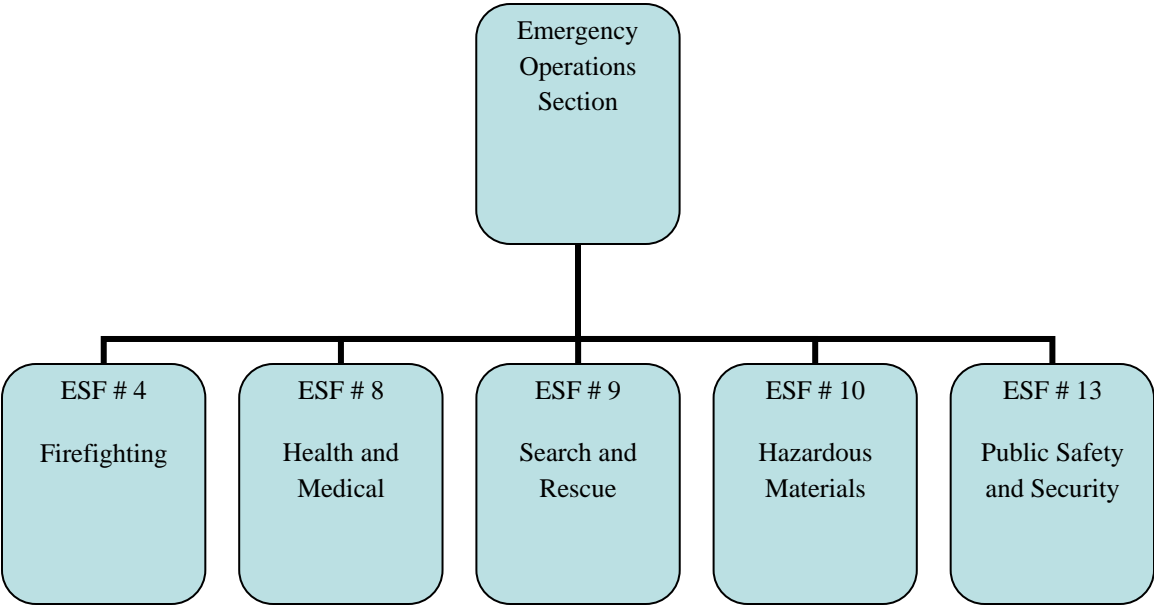 Emergency
Operations
Section
ESF # 4
Firefighting
ESF # 8
Health and
Medical
ESF # 9
Search and
Rescue
ESF # 10
Hazardous
Materials
ESF # 13
Public Safety
and Security